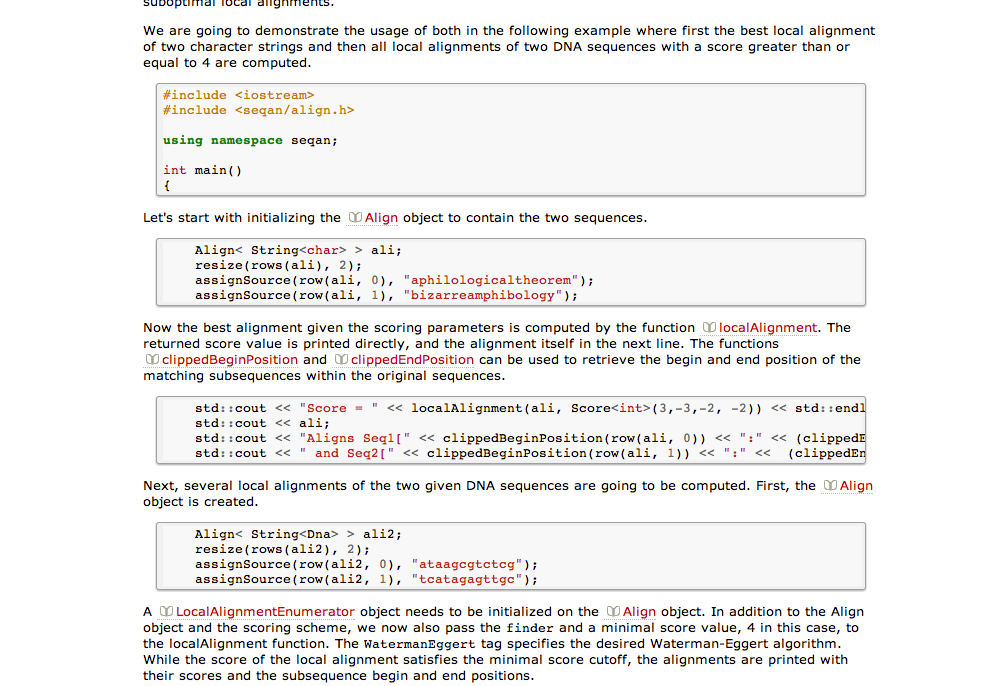 suboptimal local alignments.
We are going to demonstrate the usage of both in the following example where first the best local alignment
of two character strings and then all local alignments of two DNA sequences with a score greater than or
equal to 4 are computed.
#include <iostream>
#include <seqan/align.h>
using namespace seqan;
int main()
{
Let's start with initializing the Align object to contain the two sequences.
Align< String<char> > ali;
resize(rows(ali), 2);
assignSource(row(ali, 0), "aphilologicaltheorem");
assignSource(row(ali, 1), "bizarreamphibology");
Now the best alignment given the scoring parameters is computed by the function localAlignment. The
returned score value is printed directly, and the alignment itself in the next line. The functions
clippedBeginPosition and clippedEndPosition can be used to retrieve the begin and end position of the
matching subsequences within the original sequences.
std::cout << "Score = " << localAlignment(ali, Score<int>(3,-3,-2, -2)) << std::endl
std::cout << ali;
std::cout << "Aligns Seq1[" << clippedBeginPosition(row(ali, 0)) << ":" << (clippedE
std::cout << " and Seq2[" << clippedBeginPosition(row(ali, 1)) << ":" <<  (clippedEn
Next, several local alignments of the two given DNA sequences are going to be computed. First, the Align
object is created.
Align< String<Dna> > ali2;
resize(rows(ali2), 2);
assignSource(row(ali2, 0), "ataagcgtctcg");
assignSource(row(ali2, 1), "tcatagagttgc");
A LocalAlignmentEnumerator object needs to be initialized on the Align object. In addition to the Align
object and the scoring scheme, we now also pass the finder and a minimal score value, 4 in this case, to
the localAlignment function. The WatermanEggert tag specifies the desired Waterman-Eggert algorithm.
While the score of the local alignment satisfies the minimal score cutoff, the alignments are printed with
their scores and the subsequence begin and end positions.